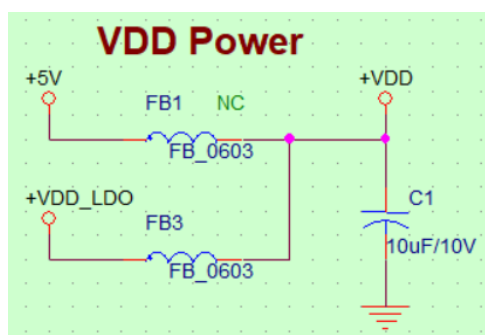 VDD Power
+5V
+VDD
FB1 NC
FB_0603
+VDD_LDO
C1
FB3
10uF/10V
FB_0603